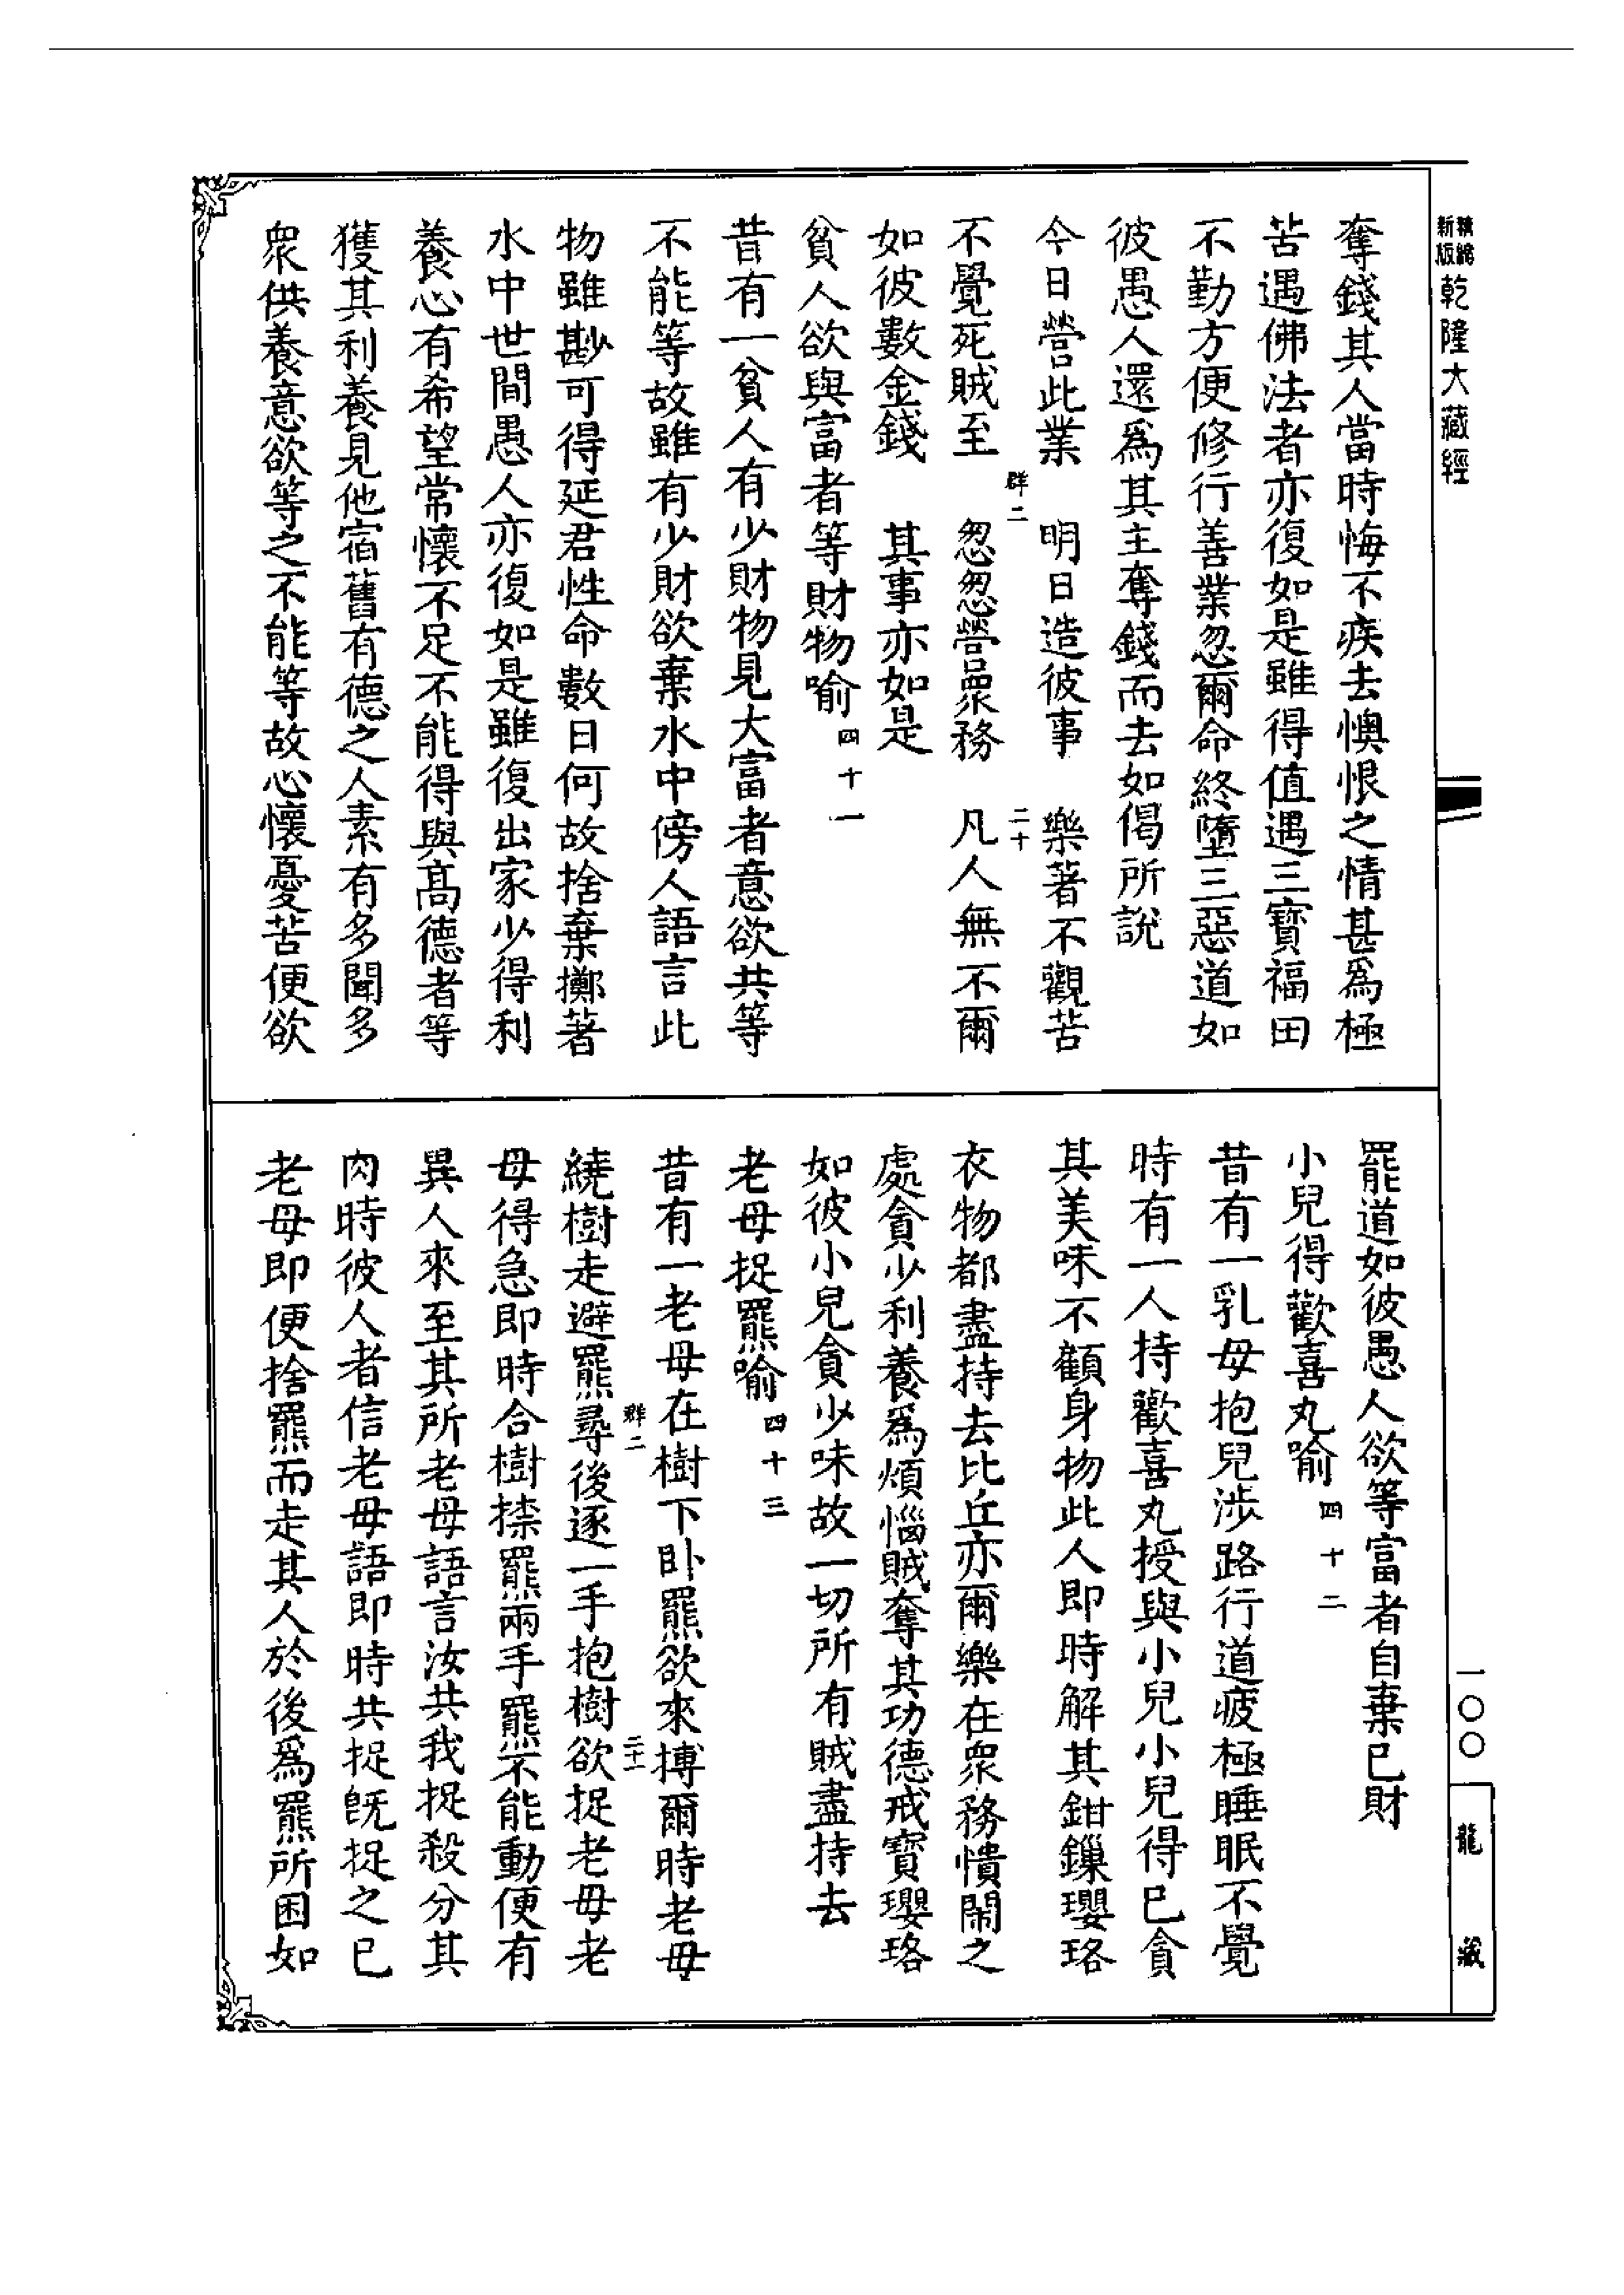 新編縮版乾隆大藏經
奪錢其人當時悔不疾去懊恨之情甚爲極
苦遇佛法者亦復如是雖得值遇三寶福田
不勤方便修行善業忽爾命終墮三惡道如
彼愚人還爲其主奪錢而去如偈所說
今日營此業　明日造彼事　樂著不觀苦
群二　二十
不覺死賊至　怱怱營眾務　凡人無不爾
如彼數金錢　其事亦如是
貧人欲與富者等財物喻四十一
昔有一貧人有少財物見大富者意欲共等
不能等故雖有少財欲棄水中傍人語言此
物雖尠可得延君性命數日何故捨棄擲著
水中世間愚人亦復如是雖復出家少得利
養心有希望常懷不足不能得與高德者等
獲其利養見他宿舊有德之人素有多聞多
眾供養意欲等之不能等故心懷憂苦便欲
罷道如彼愚人欲等富者自棄已財
小兒得歡喜丸喻四十二
昔有一乳母抱兒涉路行道疲極睡眠不覺
時有一人持歡喜丸授與小兒小兒得已貪
其美味不顧身物此人即時解其鉗鏁瓔珞
衣物都盡持去比丘亦爾樂在眾務憒閙之
處貪少利養爲煩惱賊奪其功德戒寶瓔珞
如彼小兒貪少味故一切所有賊盡持去
老母捉羆喻四十三
昔有一老母在樹下卧羆欲來搏爾時老母
群二　二十一
繞樹走避羆尋後逐一手抱樹欲捉老母老
母得急即時合樹捺羆兩手羆不能動便有
異人來至其所老母語言汝共我捉殺分其
肉時彼人者信老母語即時共捉旣捉之已
老母即便捨羆而走其人於後爲羆所困如
一〇〇
龍藏